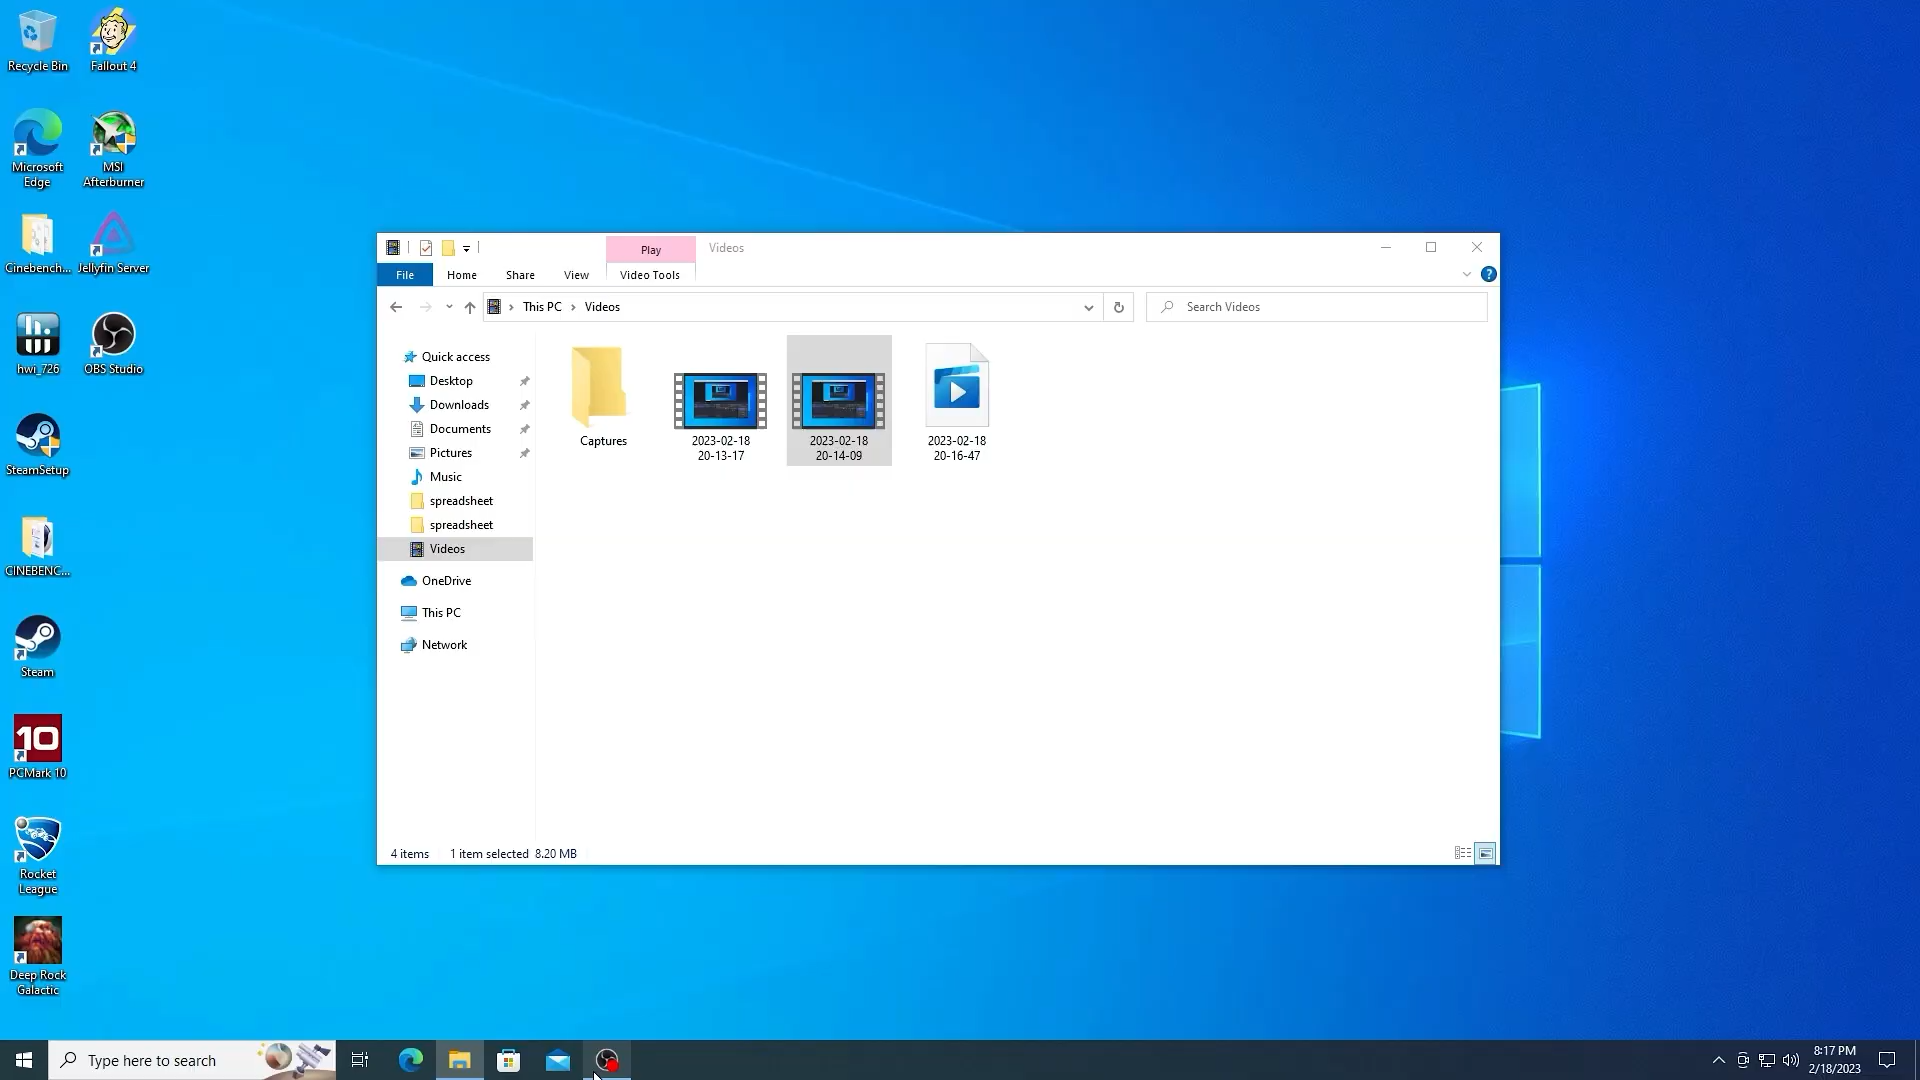 Recycle Bin
Fallout 4
Microsoft
Edge
MSI
Afterburner
Cinebench...
Jellyfin Server
hwi_726
OBS Studio
SteamSetup
CINEBENC...
Steam
10
PCMark 10
Rocket
League
Deep Rock
Galactic
Play
Videos
File
Home
Share
View
Video Tools
?
This PC
Videos
Search Videos
Quick access
Desktop
Downloads
Documents
Pictures
Music
spreadsheet
spreadsheet
Videos
OneDrive
This PC
Network
Captures
2023-02-18
20-13-17
2023-02-18
20-14-09
2023-02-18
20-16-47
4 items
1 item selected 8.20 MB
Type here to search
8:17 PM
2/18/2023